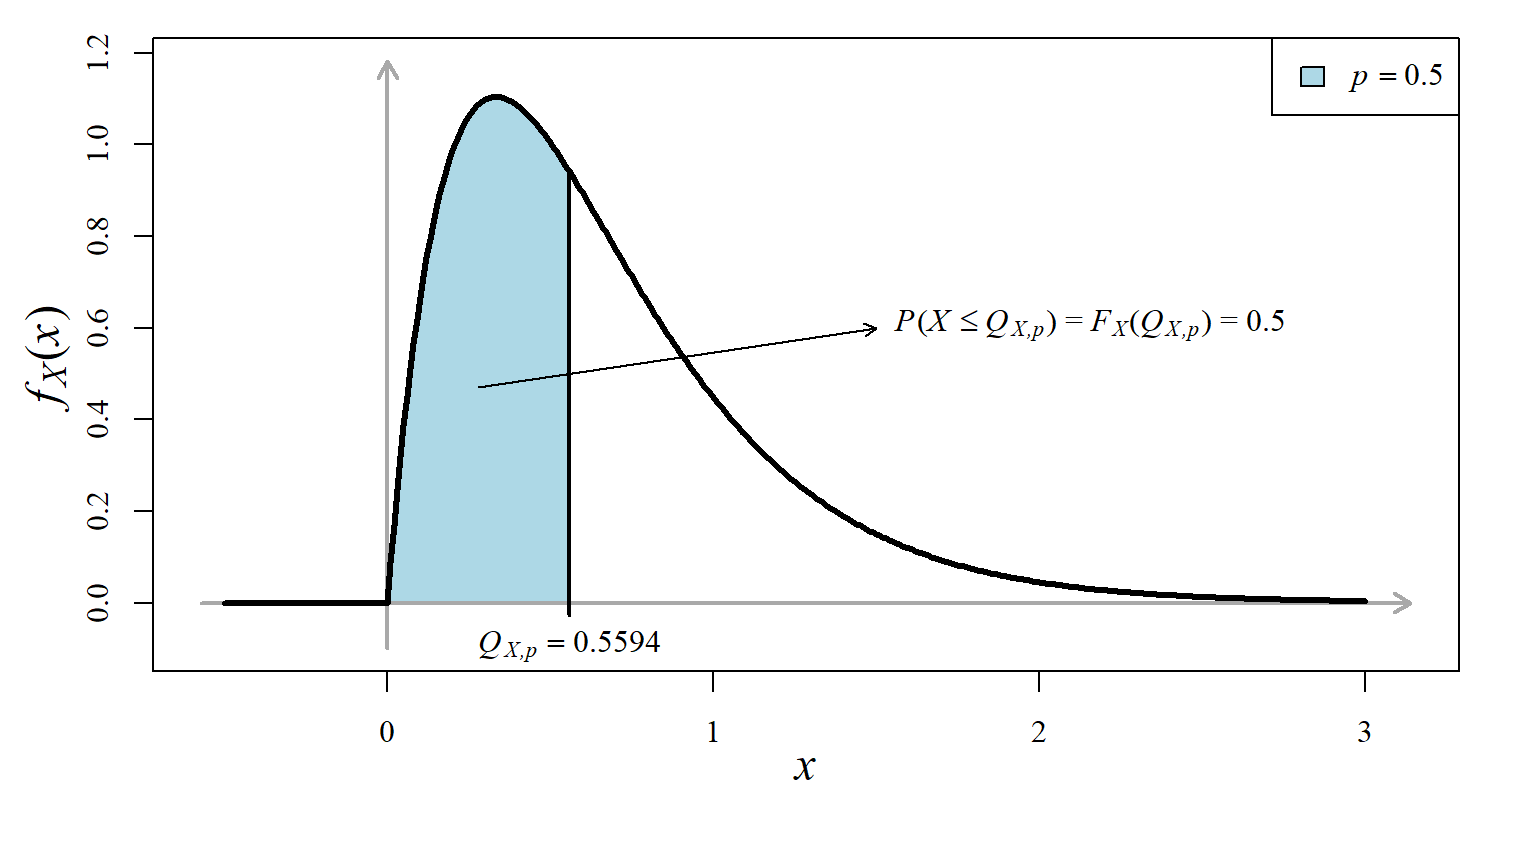 p = 0.5
f_X(x)
1.2
1.0
0.8
0.6
0.4
0.2
0.0
P(X ≤ Q_{X,p}) = F_X(Q_{X,p}) = 0.5
Q_{X,p} = 0.5594
0 1 2 3
x